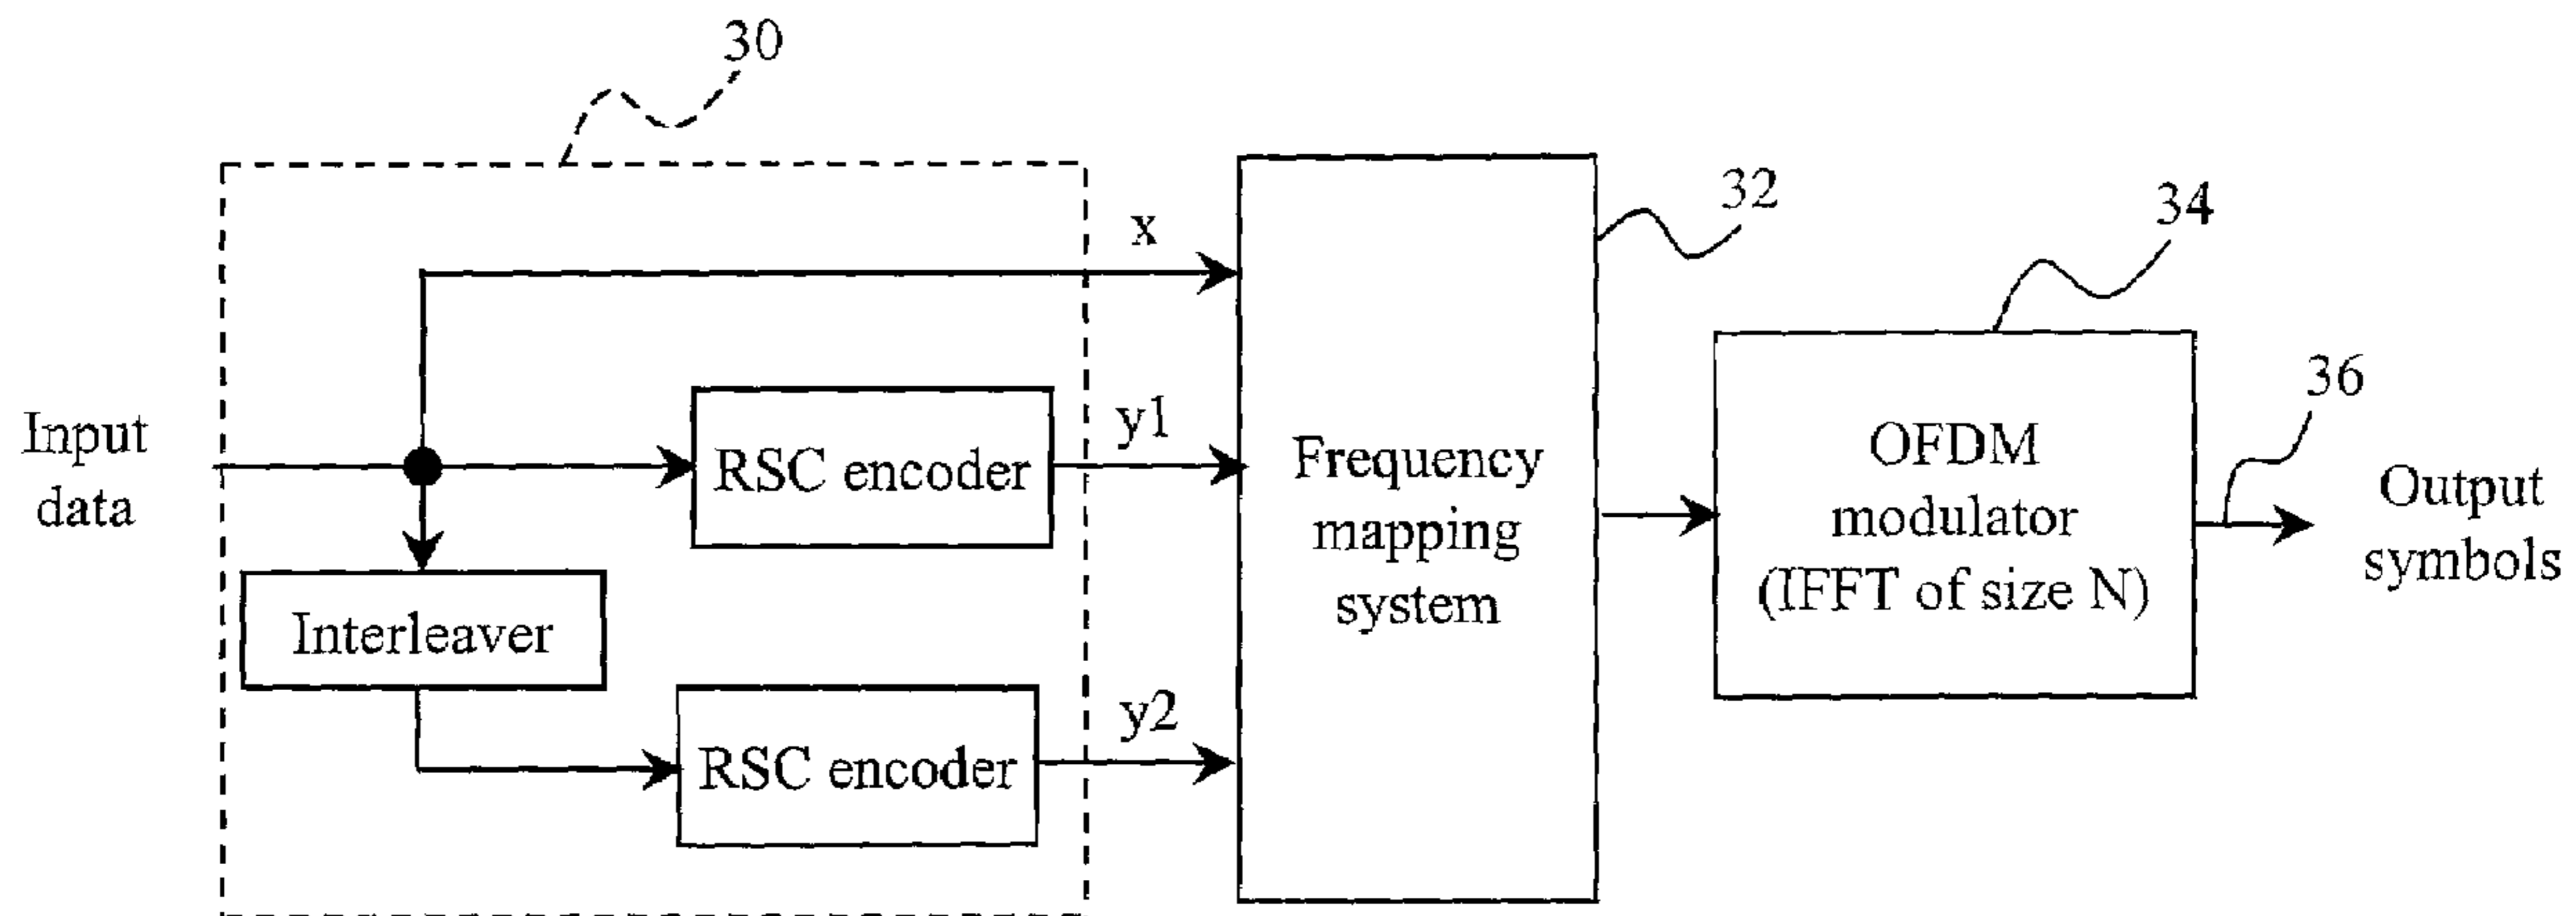 30
32
34
36
x
y1
y2
Input
data
RSC encoder
Interleaver
RSC encoder
Frequency
mapping
system
OFDM
modulator
(IFFT of size N)
Output
symbols